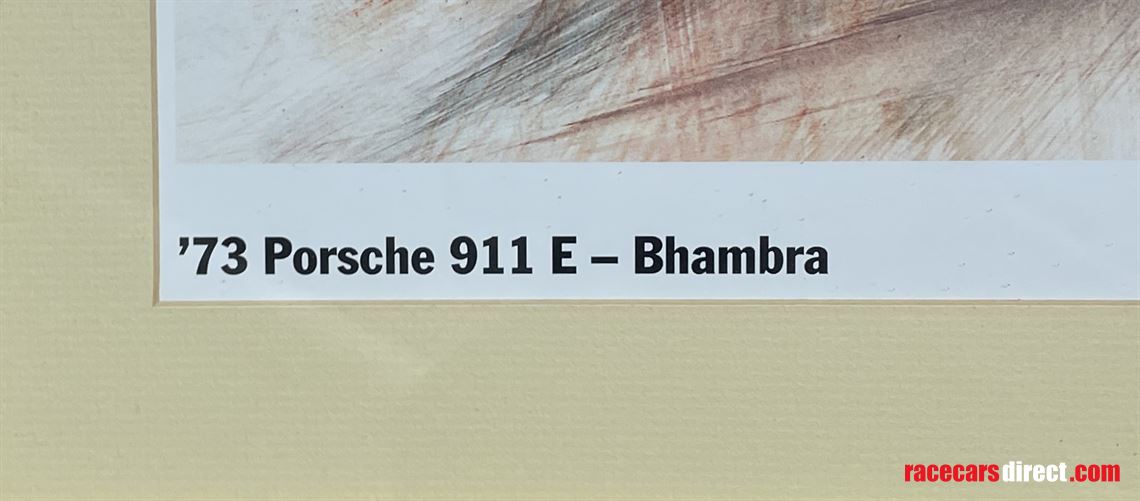 ’73 Porsche 911 E – Bhambra
racecarsdirect.com